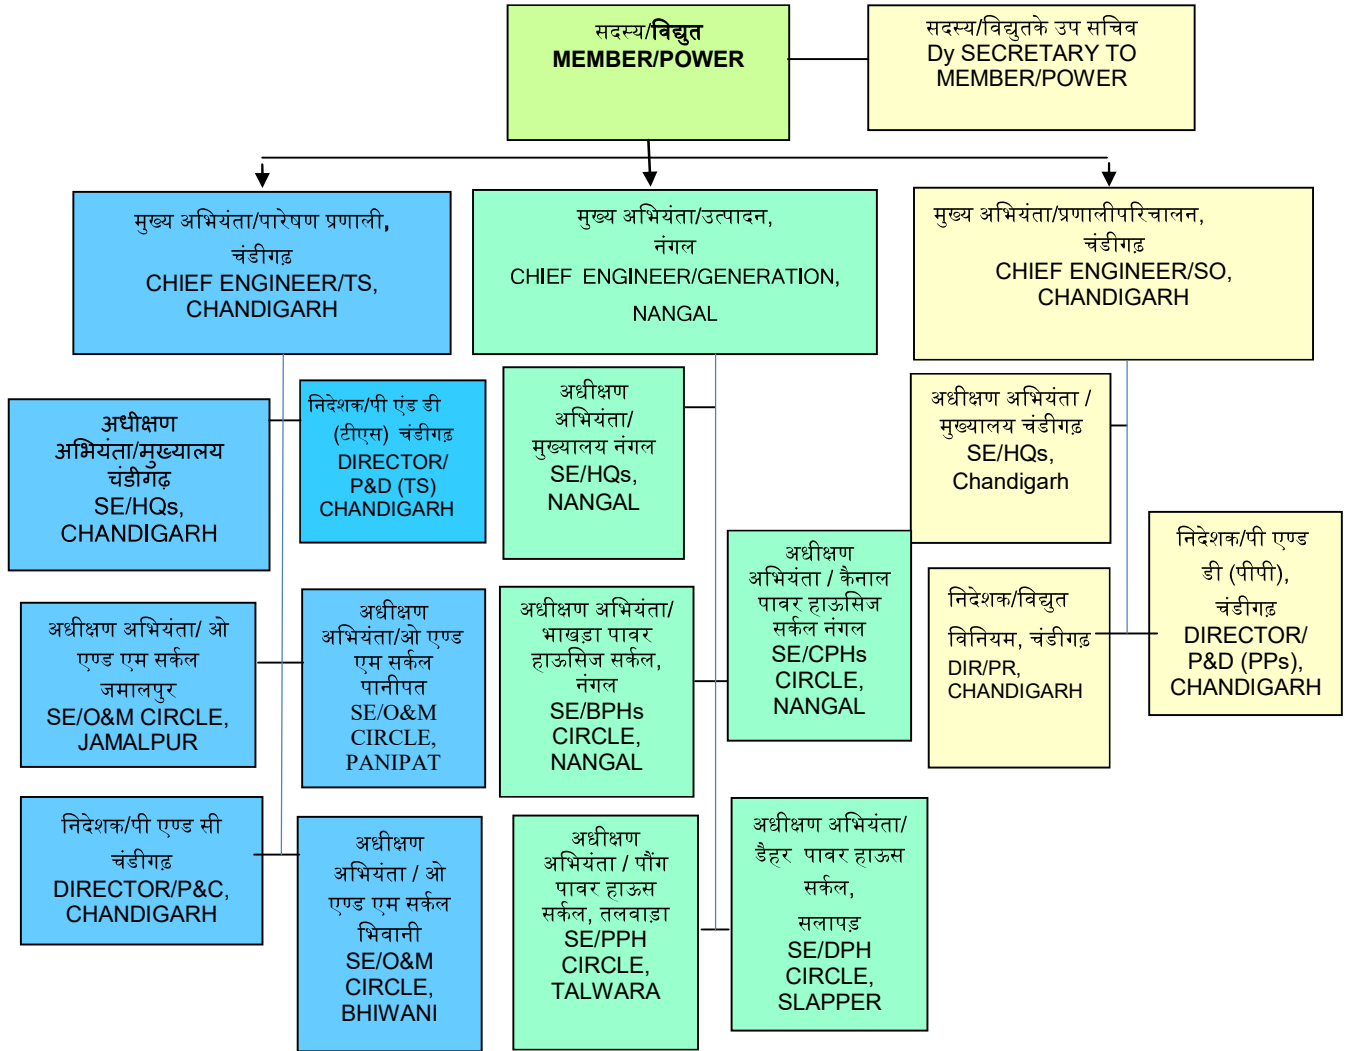 सदस्य/विद्युत
MEMBER/POWER
सदस्य/विद्युतके उप सचिव
Dy SECRETARY TO
MEMBER/POWER
मुख्य अभियंता/पारेषण प्रणाली,
चंडीगढ़
CHIEF ENGINEER/TS,
CHANDIGARH
मुख्य अभियंता/उत्पादन,
नंगल
CHIEF ENGINEER/GENERATION,
NANGAL
मुख्य अभियंता/प्रणालीपरिचालन,
चंडीगढ़
CHIEF ENGINEER/SO,
CHANDIGARH
अधीक्षण
अभियंता/मुख्यालय
चंडीगढ़
SE/HQs,
CHANDIGARH
निदेशक/पी एंड डी
(टीएस) चंडीगढ़
DIRECTOR/
P&D (TS)
CHANDIGARH
अधीक्षण
अभियंता/
मुख्यालय नंगल
SE/HQs,
NANGAL
अधीक्षण अभियंता /
मुख्यालय चंडीगढ़
SE/HQs,
Chandigarh
अधीक्षण अभियंता/ ओ
एण्ड एम सर्कल
जमालपुर
SE/O&M CIRCLE,
JAMALPUR
अधीक्षण
अभियंता/ओ एण्ड
एम सर्कल
पानीपत
SE/O&M
CIRCLE,
PANIPAT
अधीक्षण अभियंता/
भाखड़ा पावर
हाऊसिज सर्कल,
नंगल
SE/BPHs
CIRCLE,
NANGAL
अधीक्षण
अभियंता / कैनाल
पावर हाऊसिज
सर्कल नंगल
SE/CPHs
CIRCLE,
NANGAL
निदेशक/विद्युत
विनियम, चंडीगढ़
DIR/PR,
CHANDIGARH
निदेशक/पी एण्ड
डी (पीपी),
चंडीगढ़
DIRECTOR/
P&D (PPs),
CHANDIGARH
निदेशक/पी एण्ड सी
चंडीगढ़
DIRECTOR/P&C,
CHANDIGARH
अधीक्षण
अभियंता / ओ
एण्ड एम सर्कल
भिवानी
SE/O&M
CIRCLE,
BHIWANI
अधीक्षण
अभियंता / पौंग
पावर हाऊस
सर्कल, तलवाड़ा
SE/PPH
CIRCLE,
TALWARA
अधीक्षण अभियंता/
डैहर पावर हाऊस
सर्कल,
सलापड़
SE/DPH
CIRCLE,
SLAPPER